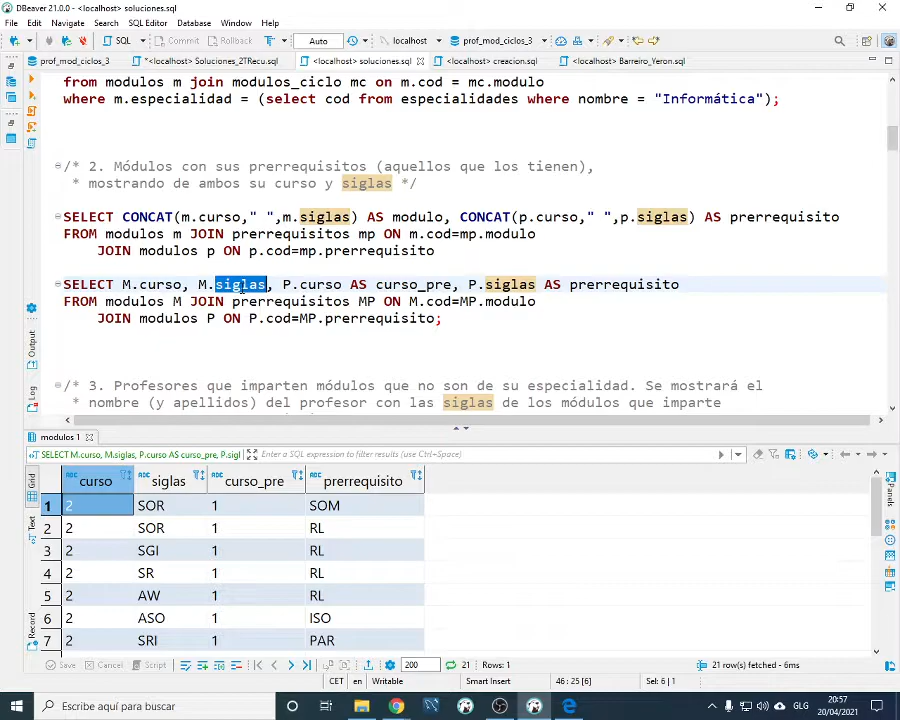 DBeaver 21.0.0 - <localhost> soluciones.sql
File Edit Navigate Search SQL Editor Database Window Help
SQL Commit Rollback T Auto localhost prof_mod_ciclos_3
prof_mod_ciclos_3 *<localhost> Soluciones_2TRecu.sql <localhost> soluciones.sql <localhost> creacion.sql <localhost> Barreiro_Yeron.sql
from modulos m join modulos_ciclo mc on m.cod = mc.modulo
where m.especialidad = (select cod from especialidades where nombre = "Informática");
/* 2. Módulos con sus prerrequisitos (aquellos que los tienen),
* mostrando de ambos su curso y siglas */
SELECT CONCAT(m.curso," ",m.siglas) AS modulo, CONCAT(p.curso," ",p.siglas) AS prerrequisito
FROM modulos m JOIN prerrequisitos mp ON m.cod=mp.modulo
JOIN modulos p ON p.cod=mp.prerrequisito
SELECT M.curso, M.siglas, P.curso AS curso_pre, P.siglas AS prerrequisito
FROM modulos M JOIN prerrequisitos MP ON M.cod=MP.modulo
JOIN modulos P ON P.cod=MP.prerrequisito;
/* 3. Profesores que imparten módulos que no son de su especialidad. Se mostrará el
* nombre (y apellidos) del profesor con las siglas de los módulos que imparte
Output
Log
modulos 1
SELECT M.curso, M.siglas, P.curso AS curso_pre, P.sigl Enter a SQL expression to filter results (use Ctrl+Space)
Grid
Text
Record
Panels
curso siglas curso_pre prerrequisito
1 2 SOR 1 SOM
2 2 SOR 1 RL
3 2 SGI 1 RL
4 2 SR 1 RL
5 2 AW 1 RL
6 2 ASO 1 ISO
7 2 SRI 1 PAR
Save Cancel Script 200 21 Rows: 1 21 row(s) fetched - 6ms
CET en Writable Smart Insert 46 : 25 [6] Sel: 6 | 1
Escribe aquí para buscar GLG 20:57
20/04/2021